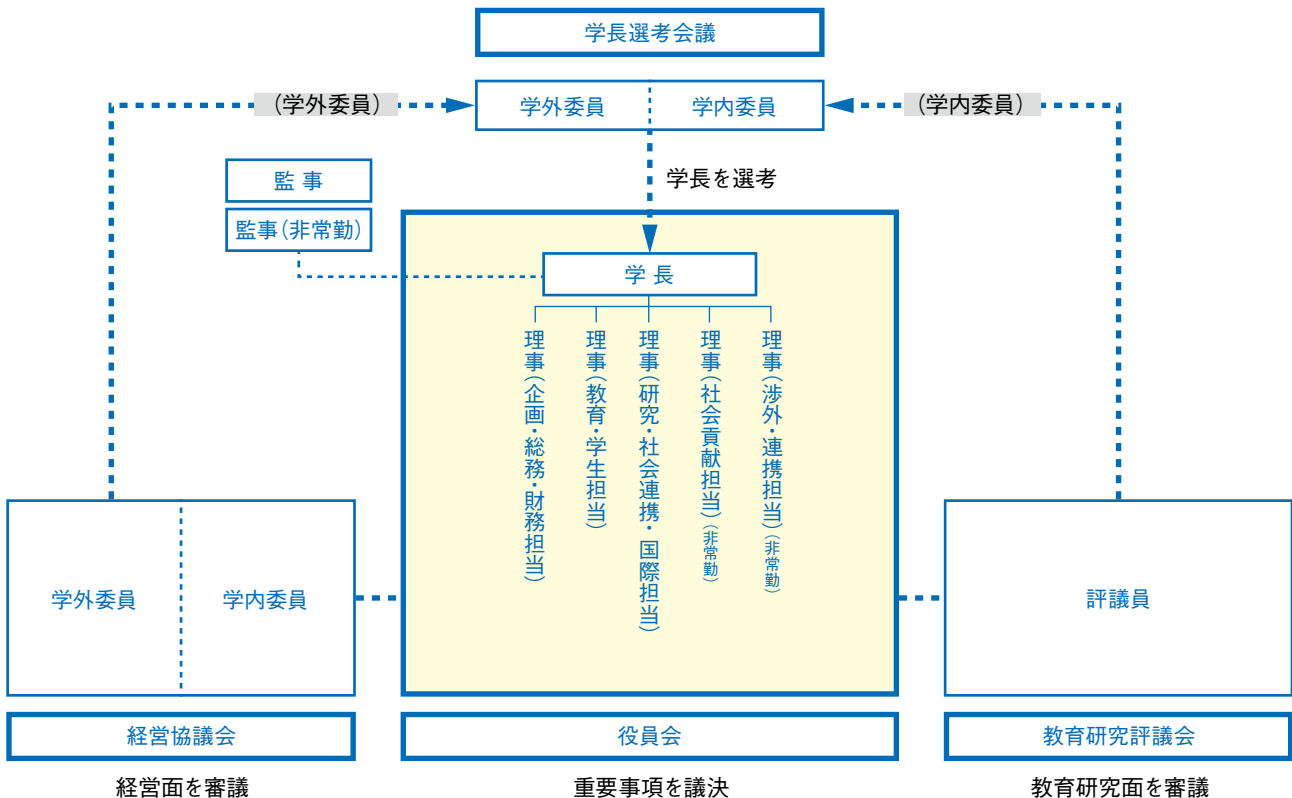 学長選考会議
（学外委員）
学外委員
学内委員
（学内委員）
監 事
監事（非常勤）
学長を選考
学 長
理事（企画・総務・財務担当）
理事（教育・学生担当）
理事（研究・社会連携・国際担当）
理事（社会貢献担当）（非常勤）
理事（渉外・連携担当）（非常勤）
学外委員
学内委員
評議員
経営協議会
役員会
教育研究評議会
経営面を審議
重要事項を議決
教育研究面を審議